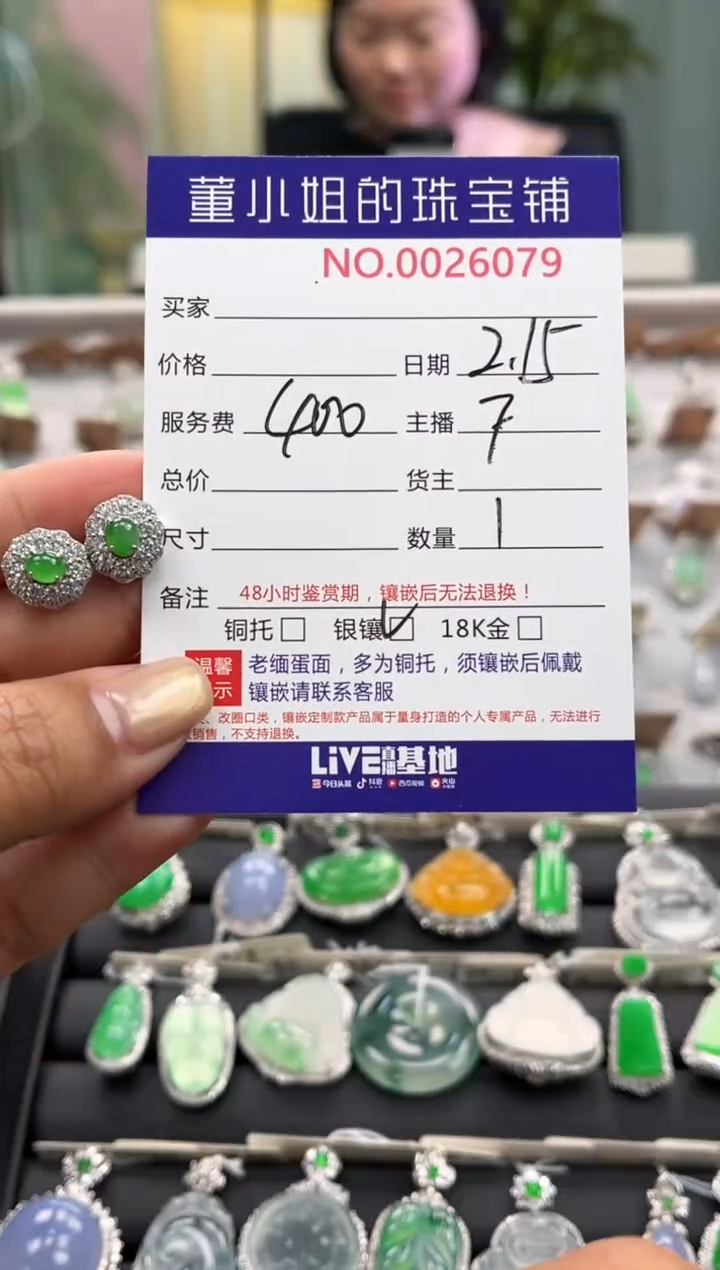 董小姐的珠宝铺
NO.0026079
买家
价格 日期 2.15
服务费 400 主播 7
总价 货主
尺寸 数量 1
备注 48小时鉴赏期，镶嵌后无法退换！
铜托 银镶 18K金
温馨 老缅蛋面，多为铜托，须镶嵌后佩戴
示 镶嵌请联系客服
、改圈口类，镶嵌定制款产品属于量身打造的个人专属产品，无法进行
销售，不支持退换。
LiVE直播基地
今日头条 抖音 西瓜视频 火山